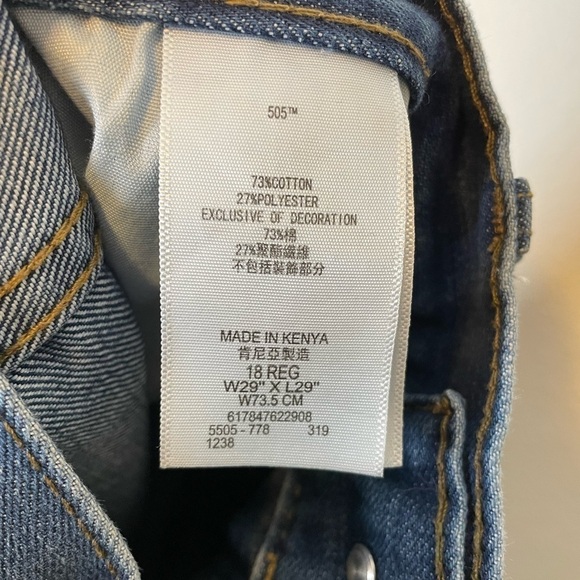 505™
73%COTTON
27%POLYESTER
EXCLUSIVE OF DECORATION
73%棉
27%聚酯纖維
不包括裝飾部分
MADE IN KENYA
肯尼亞製造
18 REG
W29" X L29"
W73.5 CM
617847622908
5505 - 778 319
1238